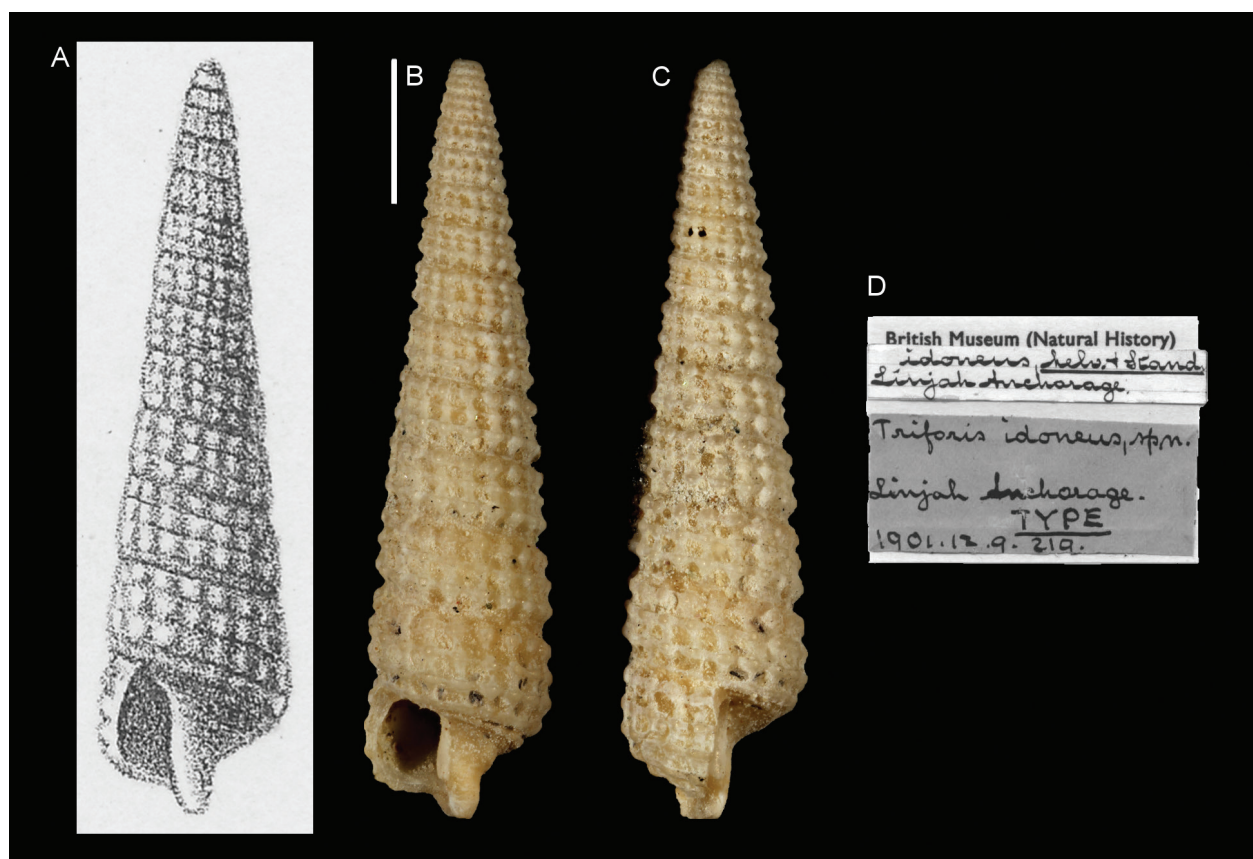 A
B
C
D
British Museum (Natural History)
idoneus, Melv. + Stand.
Linjah Anchorage.
Triforis idoneus, sp. n.
Linjah Anchorage.
TYPE
1901.12.9.219.